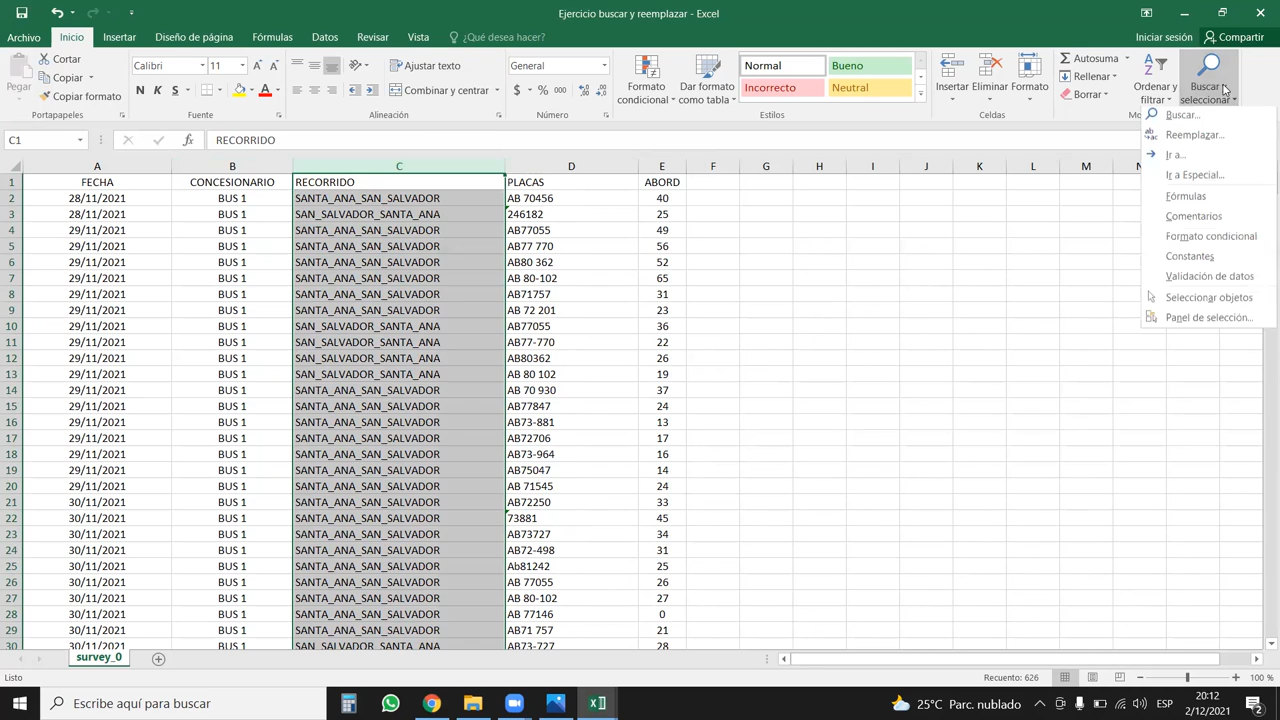 Ejercicio buscar y reemplazar - Excel
Archivo Inicio Insertar Diseño de página Fórmulas Datos Revisar Vista ¿Qué desea hacer? Iniciar sesión Compartir
Pegar
Cortar
Copiar
Copiar formato
Portapapeles
Calibri 11
N K S
Fuente
Ajustar texto
Combinar y centrar
Alineación
General
$ % 000
Número
Formato condicional
Dar formato como tabla
Normal Bueno
Incorrecto Neutral
Estilos
Insertar Eliminar Formato
Celdas
Autosuma
Rellenar
Borrar
Ordenar y filtrar
Buscar y seleccionar
Buscar...
Reemplazar...
Ir a...
Ir a Especial...
Fórmulas
Comentarios
Formato condicional
Constantes
Validación de datos
Seleccionar objetos
Panel de selección...
C1 fx RECORRIDO
A B C D E F G H I J K L M N
1 FECHA CONCESIONARIO RECORRIDO PLACAS ABORD
2 28/11/2021 BUS 1 SANTA_ANA_SAN_SALVADOR AB 70456 40
3 28/11/2021 BUS 1 SAN_SALVADOR_SANTA_ANA 246182 25
4 29/11/2021 BUS 1 SANTA_ANA_SAN_SALVADOR AB77055 49
5 29/11/2021 BUS 1 SANTA_ANA_SAN_SALVADOR AB77 770 56
6 29/11/2021 BUS 1 SANTA_ANA_SAN_SALVADOR AB80 362 52
7 29/11/2021 BUS 1 SANTA_ANA_SAN_SALVADOR AB 80-102 65
8 29/11/2021 BUS 1 SANTA_ANA_SAN_SALVADOR AB71757 31
9 29/11/2021 BUS 1 SANTA_ANA_SAN_SALVADOR AB 72 201 23
10 29/11/2021 BUS 1 SAN_SALVADOR_SANTA_ANA AB77055 36
11 29/11/2021 BUS 1 SANTA_ANA_SAN_SALVADOR AB77-770 22
12 29/11/2021 BUS 1 SANTA_ANA_SAN_SALVADOR AB80362 26
13 29/11/2021 BUS 1 SAN_SALVADOR_SANTA_ANA AB 80 102 19
14 29/11/2021 BUS 1 SANTA_ANA_SAN_SALVADOR AB 70 930 37
15 29/11/2021 BUS 1 SANTA_ANA_SAN_SALVADOR AB77847 24
16 29/11/2021 BUS 1 SANTA_ANA_SAN_SALVADOR AB73-881 13
17 29/11/2021 BUS 1 SANTA_ANA_SAN_SALVADOR AB72706 17
18 29/11/2021 BUS 1 SANTA_ANA_SAN_SALVADOR AB73-964 16
19 29/11/2021 BUS 1 SANTA_ANA_SAN_SALVADOR AB75047 14
20 29/11/2021 BUS 1 SANTA_ANA_SAN_SALVADOR AB 71545 24
21 30/11/2021 BUS 1 SANTA_ANA_SAN_SALVADOR AB72250 33
22 30/11/2021 BUS 1 SANTA_ANA_SAN_SALVADOR 73881 45
23 30/11/2021 BUS 1 SANTA_ANA_SAN_SALVADOR AB73727 34
24 30/11/2021 BUS 1 SANTA_ANA_SAN_SALVADOR AB72-498 31
25 30/11/2021 BUS 1 SANTA_ANA_SAN_SALVADOR Ab81242 25
26 30/11/2021 BUS 1 SANTA_ANA_SAN_SALVADOR AB 77055 26
27 30/11/2021 BUS 1 SANTA_ANA_SAN_SALVADOR AB 80-102 27
28 30/11/2021 BUS 1 SANTA_ANA_SAN_SALVADOR AB 77146 0
29 30/11/2021 BUS 1 SANTA_ANA_SAN_SALVADOR AB71 757 21
30 30/11/2021 BUS 1 SAN_SALVADOR_SANTA_ANA AB73-727 28
survey_0
Listo Recuento: 626 100 %
Escribe aquí para buscar
25°C Parc. nublado
ESP
20:12
2/12/2021
2